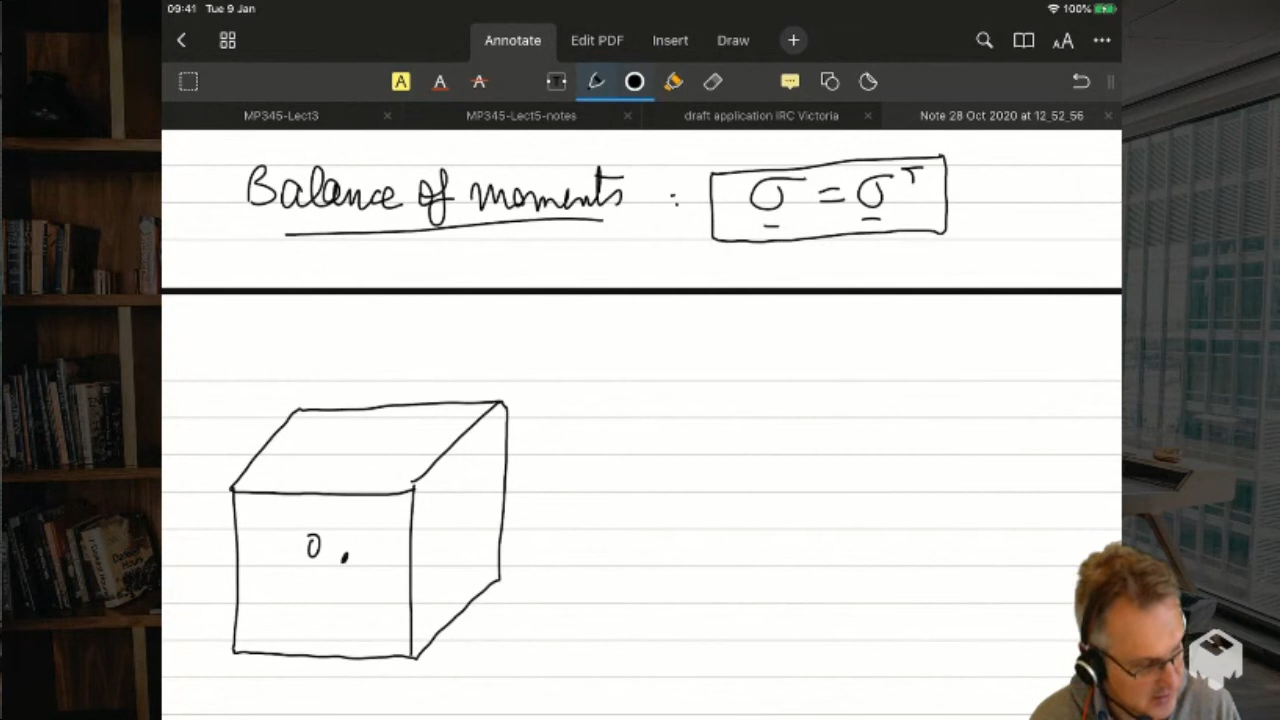 09:41 Tue 9 Jan 100%
Annotate Edit PDF Insert Draw
MP345-Lect3 MP345-Lect5-notes draft application IRC Victoria Note 28 Oct 2020 at 12_52_56
Balance of moments : σ = σᵀ
O